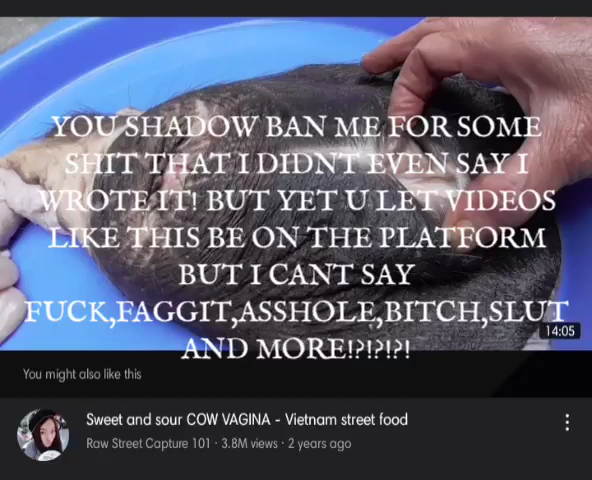 YOU SHADOW BAN ME FOR SOME
SHIT THAT I DIDNT EVEN SAY I
WROTE IT! BUT YET U LET VIDEOS
LIKE THIS BE ON THE PLATFORM
BUT I CANT SAY
FUCK,FAGGIT,ASSHOLE,BITCH,SLUT
AND MORE!?!?!?!
14:05
You might also like this
Sweet and sour COW VAGINA - Vietnam street food
Raw Street Capture 101 · 3.8M views · 2 years ago